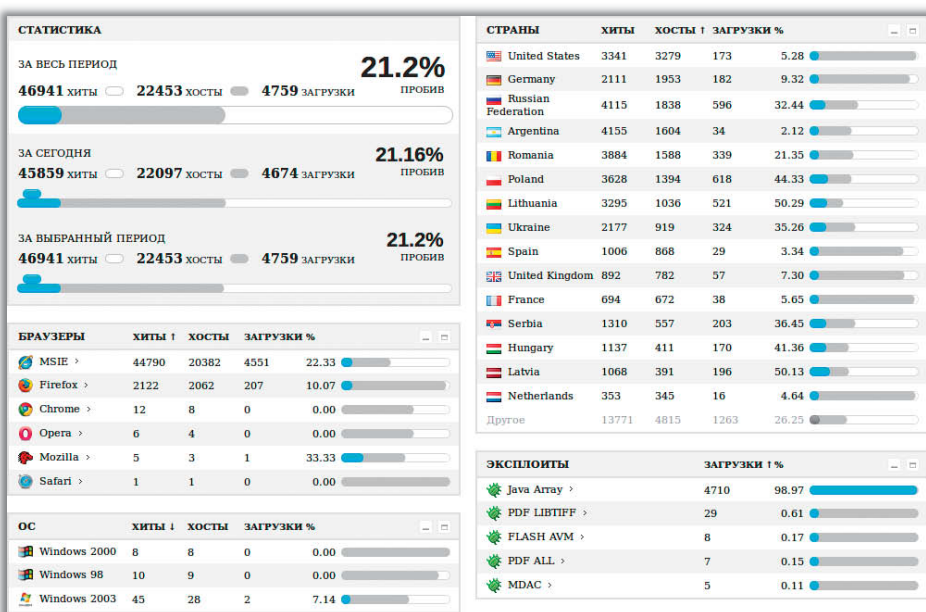 СТАТИСТИКА
ЗА ВЕСЬ ПЕРИОД
21.2%
46941 ХИТЫ 22453 ХОСТЫ 4759 ЗАГРУЗКИ ПРОБИВ
ЗА СЕГОДНЯ
21.16%
45859 ХИТЫ 22097 ХОСТЫ 4674 ЗАГРУЗКИ ПРОБИВ
ЗА ВЫБРАННЫЙ ПЕРИОД
21.2%
46941 ХИТЫ 22453 ХОСТЫ 4759 ЗАГРУЗКИ ПРОБИВ
БРАУЗЕРЫ ХИТЫ ↑ ХОСТЫ ЗАГРУЗКИ %
MSIE › 44790 20382 4551 22.33
Firefox › 2122 2062 207 10.07
Chrome › 12 8 0 0.00
Opera › 6 4 0 0.00
Mozilla › 5 3 1 33.33
Safari › 1 1 0 0.00
ОС ХИТЫ ↓ ХОСТЫ ЗАГРУЗКИ %
Windows 2000 8 8 0 0.00
Windows 98 10 9 0 0.00
Windows 2003 45 28 2 7.14
СТРАНЫ ХИТЫ ХОСТЫ ↑ ЗАГРУЗКИ %
United States 3341 3279 173 5.28
Germany 2111 1953 182 9.32
Russian
Federation 4115 1838 596 32.44
Argentina 4155 1604 34 2.12
Romania 3884 1588 339 21.35
Poland 3628 1394 618 44.33
Lithuania 3295 1036 521 50.29
Ukraine 2177 919 324 35.26
Spain 1006 868 29 3.34
United Kingdom 892 782 57 7.30
France 694 672 38 5.65
Serbia 1310 557 203 36.45
Hungary 1137 411 170 41.36
Latvia 1068 391 196 50.13
Netherlands 353 345 16 4.64
Другое 13771 4815 1263 26.25
ЭКСПЛОИТЫ ЗАГРУЗКИ ↑ %
Java Array › 4710 98.97
PDF LIBTIFF › 29 0.61
FLASH AVM › 8 0.17
PDF ALL › 7 0.15
MDAC › 5 0.11